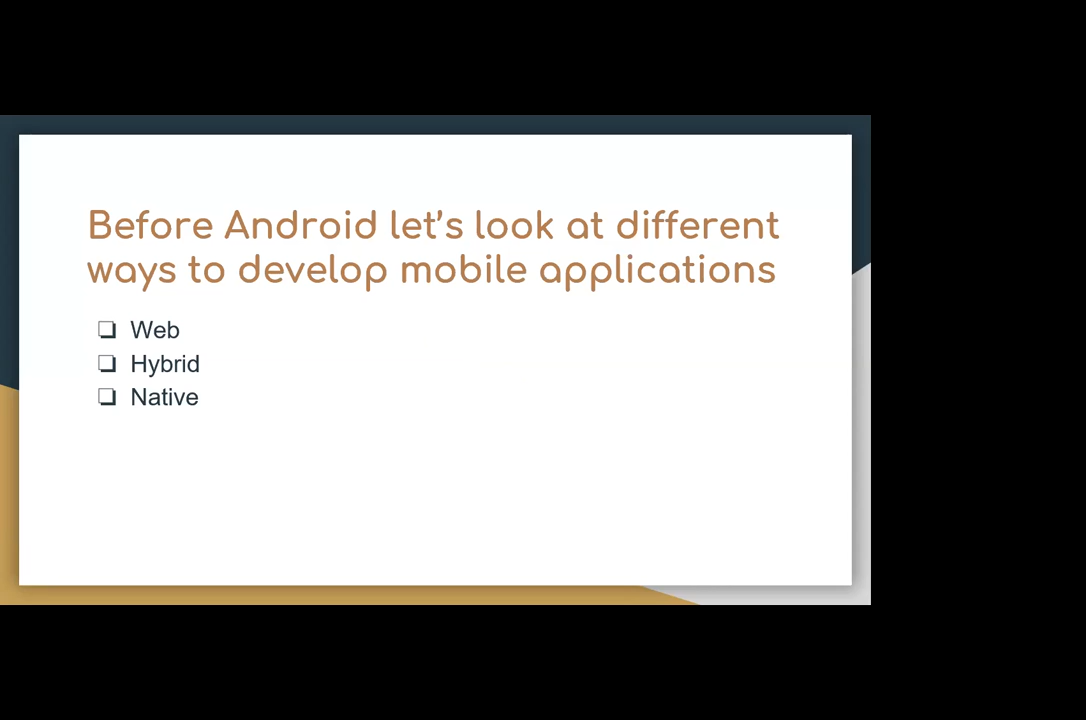 Before Android let’s look at different
ways to develop mobile applications
❏ Web
❏ Hybrid
❏ Native